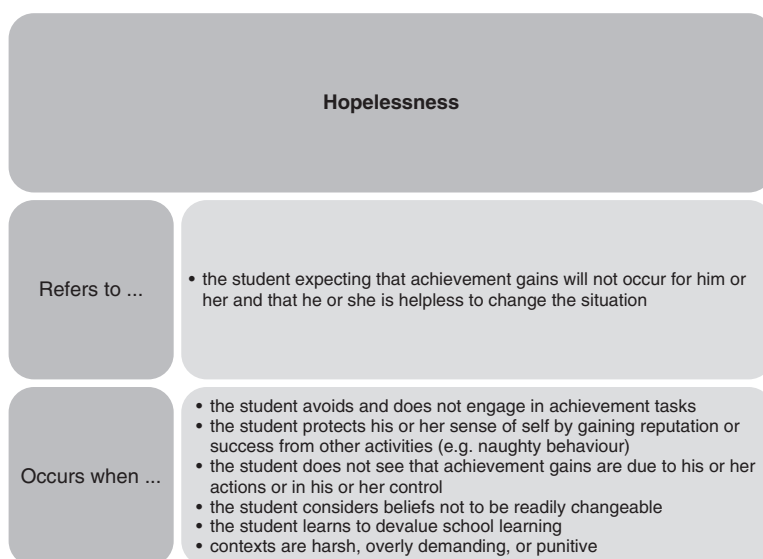 Hopelessness
Refers to ...
• the student expecting that achievement gains will not occur for him or
her and that he or she is helpless to change the situation
Occurs when ...
• the student avoids and does not engage in achievement tasks
• the student protects his or her sense of self by gaining reputation or
success from other activities (e.g. naughty behaviour)
• the student does not see that achievement gains are due to his or her
actions or in his or her control
• the student considers beliefs not to be readily changeable
• the student learns to devalue school learning
• contexts are harsh, overly demanding, or punitive